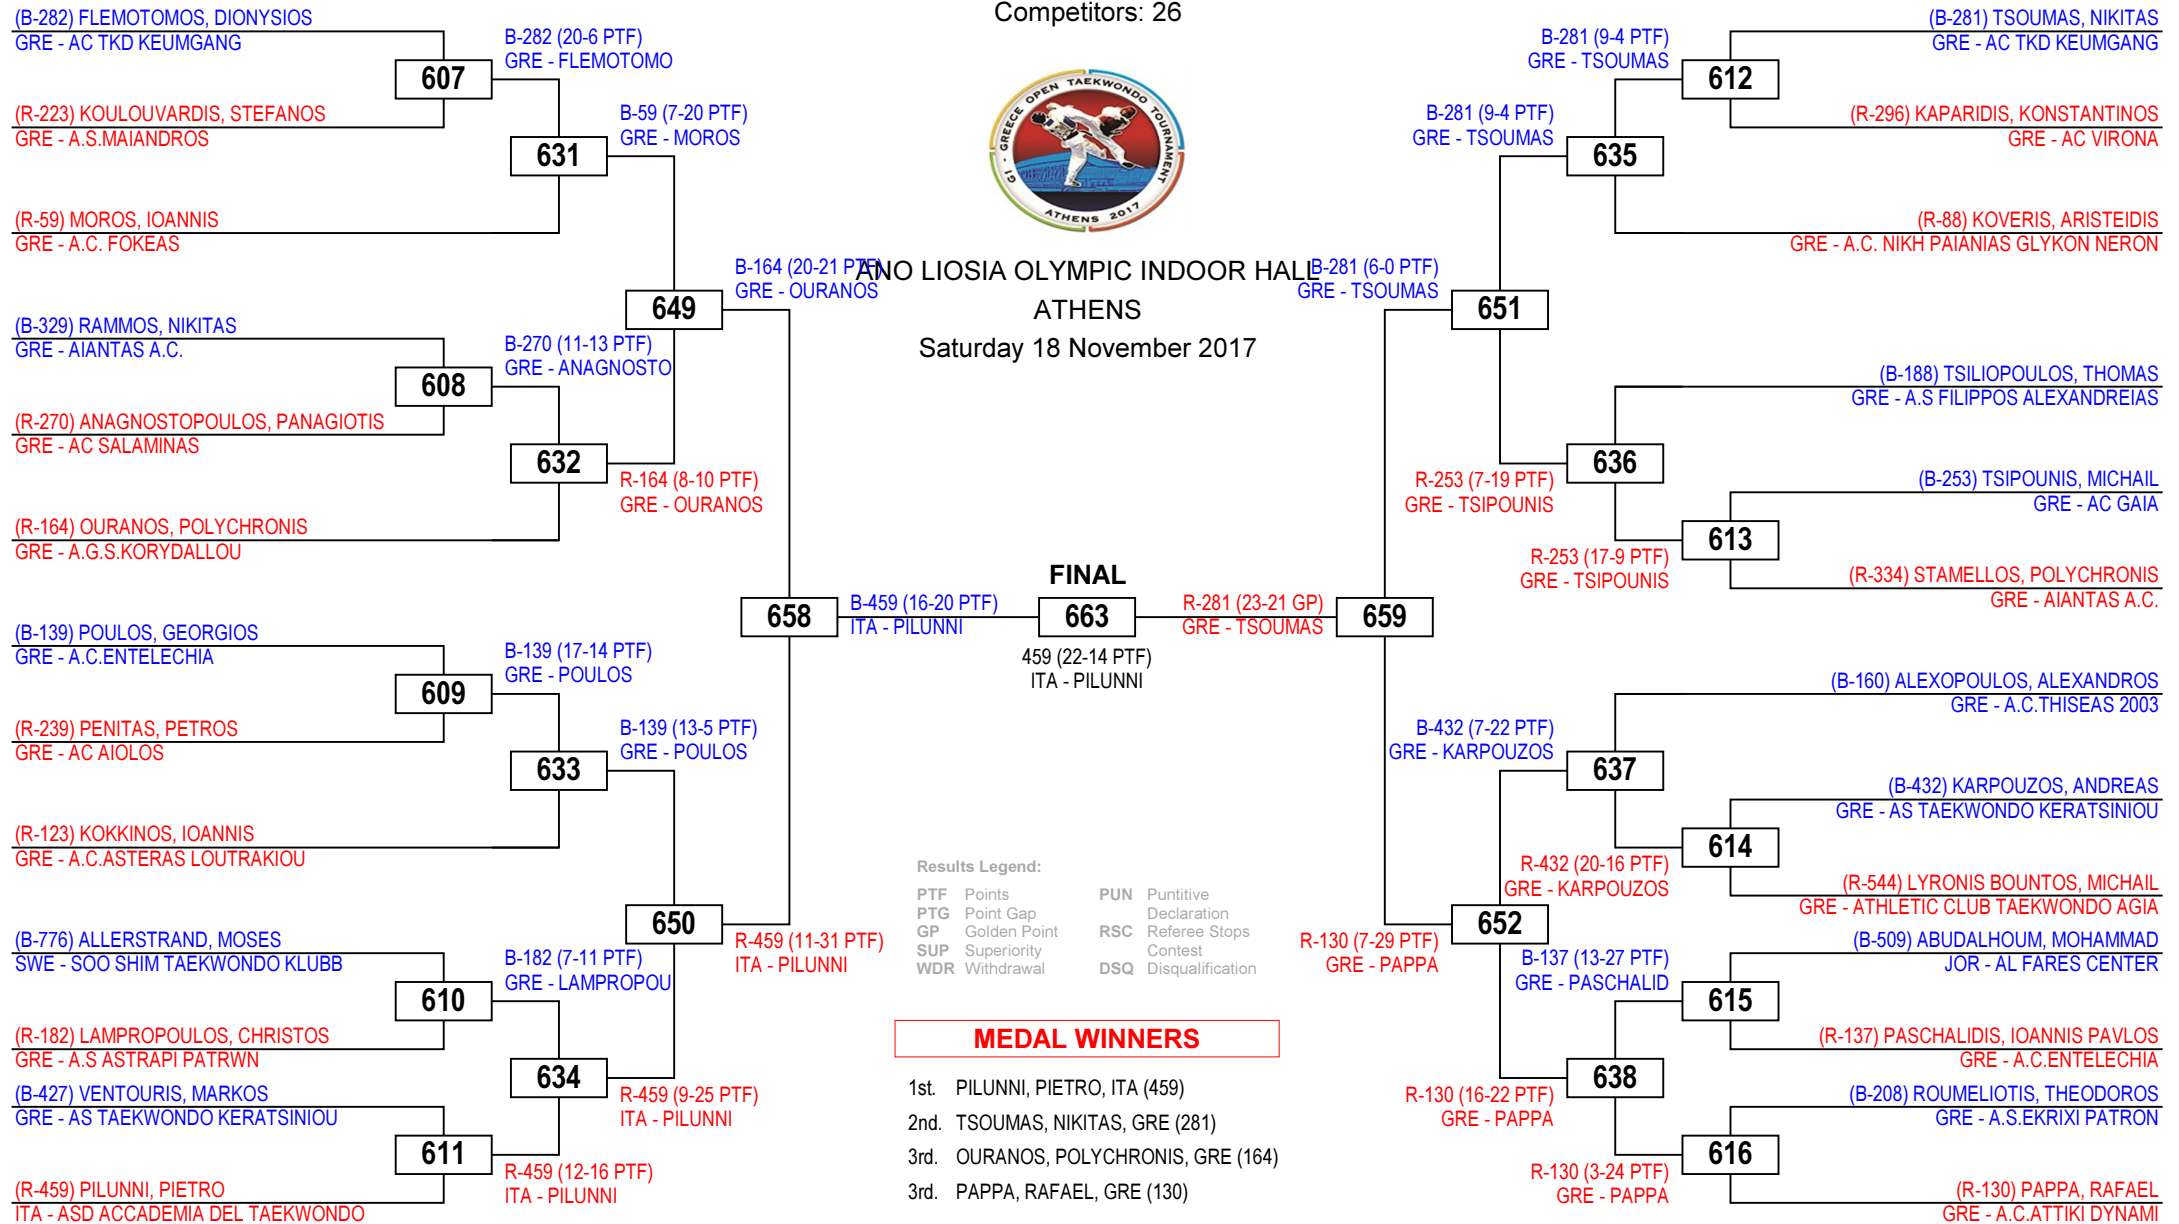 Competitors: 26
G1 - GREECE OPEN TAEKWONDO TOURNAMENT
ATHENS 2017
ANO LIOSIA OLYMPIC INDOOR HALL
ATHENS
Saturday 18 November 2017
(B-282) FLEMOTOMOS, DIONYSIOS
GRE - AC TKD KEUMGANG
607
(R-223) KOULOUVARDIS, STEFANOS
GRE - A.S.MAIANDROS
B-282 (20-6 PTF)
GRE - FLEMOTOMO
631
(R-59) MOROS, IOANNIS
GRE - A.C. FOKEAS
B-59 (7-20 PTF)
GRE - MOROS
649
(B-329) RAMMOS, NIKITAS
GRE - AIANTAS A.C.
608
(R-270) ANAGNOSTOPOULOS, PANAGIOTIS
GRE - AC SALAMINAS
B-270 (11-13 PTF)
GRE - ANAGNOSTO
632
(R-164) OURANOS, POLYCHRONIS
GRE - A.G.S.KORYDALLOU
R-164 (8-10 PTF)
GRE - OURANOS
B-164 (20-21 PTF)
GRE - OURANOS
658
(B-139) POULOS, GEORGIOS
GRE - A.C.ENTELECHIA
609
(R-239) PENITAS, PETROS
GRE - AC AIOLOS
B-139 (17-14 PTF)
GRE - POULOS
633
(R-123) KOKKINOS, IOANNIS
GRE - A.C.ASTERAS LOUTRAKIOU
B-139 (13-5 PTF)
GRE - POULOS
650
(B-776) ALLERSTRAND, MOSES
SWE - SOO SHIM TAEKWONDO KLUBB
610
(R-182) LAMPROPOULOS, CHRISTOS
GRE - A.S ASTRAPI PATRWN
B-182 (7-11 PTF)
GRE - LAMPROPOU
634
(B-427) VENTOURIS, MARKOS
GRE - AS TAEKWONDO KERATSINIOU
611
(R-459) PILUNNI, PIETRO
ITA - ASD ACCADEMIA DEL TAEKWONDO
R-459 (12-16 PTF)
ITA - PILUNNI
R-459 (9-25 PTF)
ITA - PILUNNI
R-459 (11-31 PTF)
ITA - PILUNNI
B-459 (16-20 PTF)
ITA - PILUNNI
FINAL
663
459 (22-14 PTF)
ITA - PILUNNI
R-281 (23-21 GP)
GRE - TSOUMAS
659
(B-281) TSOUMAS, NIKITAS
GRE - AC TKD KEUMGANG
612
(R-296) KAPARIDIS, KONSTANTINOS
GRE - AC VIRONA
B-281 (9-4 PTF)
GRE - TSOUMAS
635
(R-88) KOVERIS, ARISTEIDIS
GRE - A.C. NIKH PAIANIAS GLYKON NERON
B-281 (9-4 PTF)
GRE - TSOUMAS
651
B-281 (6-0 PTF)
GRE - TSOUMAS
(B-188) TSILIOPOULOS, THOMAS
GRE - A.S FILIPPOS ALEXANDREIAS
636
(B-253) TSIPOUNIS, MICHAIL
GRE - AC GAIA
613
(R-334) STAMELLOS, POLYCHRONIS
GRE - AIANTAS A.C.
R-253 (17-9 PTF)
GRE - TSIPOUNIS
R-253 (7-19 PTF)
GRE - TSIPOUNIS
(B-160) ALEXOPOULOS, ALEXANDROS
GRE - A.C.THISEAS 2003
637
(B-432) KARPOUZOS, ANDREAS
GRE - AS TAEKWONDO KERATSINIOU
614
(R-544) LYRONIS BOUNTOS, MICHAIL
GRE - ATHLETIC CLUB TAEKWONDO AGIA
R-432 (20-16 PTF)
GRE - KARPOUZOS
B-432 (7-22 PTF)
GRE - KARPOUZOS
652
(B-509) ABUDALHOUM, MOHAMMAD
JOR - AL FARES CENTER
615
(R-137) PASCHALIDIS, IOANNIS PAVLOS
GRE - A.C.ENTELECHIA
B-137 (13-27 PTF)
GRE - PASCHALID
638
(B-208) ROUMELIOTIS, THEODOROS
GRE - A.S.EKRIXI PATRON
616
(R-130) PAPPA, RAFAEL
GRE - A.C.ATTIKI DYNAMI
R-130 (3-24 PTF)
GRE - PAPPA
R-130 (16-22 PTF)
GRE - PAPPA
R-130 (7-29 PTF)
GRE - PAPPA
Results Legend:
PTF Points
PTG Point Gap
GP Golden Point
SUP Superiority
WDR Withdrawal
PUN Puntitive
Declaration
RSC Referee Stops
Contest
DSQ Disqualification
MEDAL WINNERS
1st. PILUNNI, PIETRO, ITA (459)
2nd. TSOUMAS, NIKITAS, GRE (281)
3rd. OURANOS, POLYCHRONIS, GRE (164)
3rd. PAPPA, RAFAEL, GRE (130)